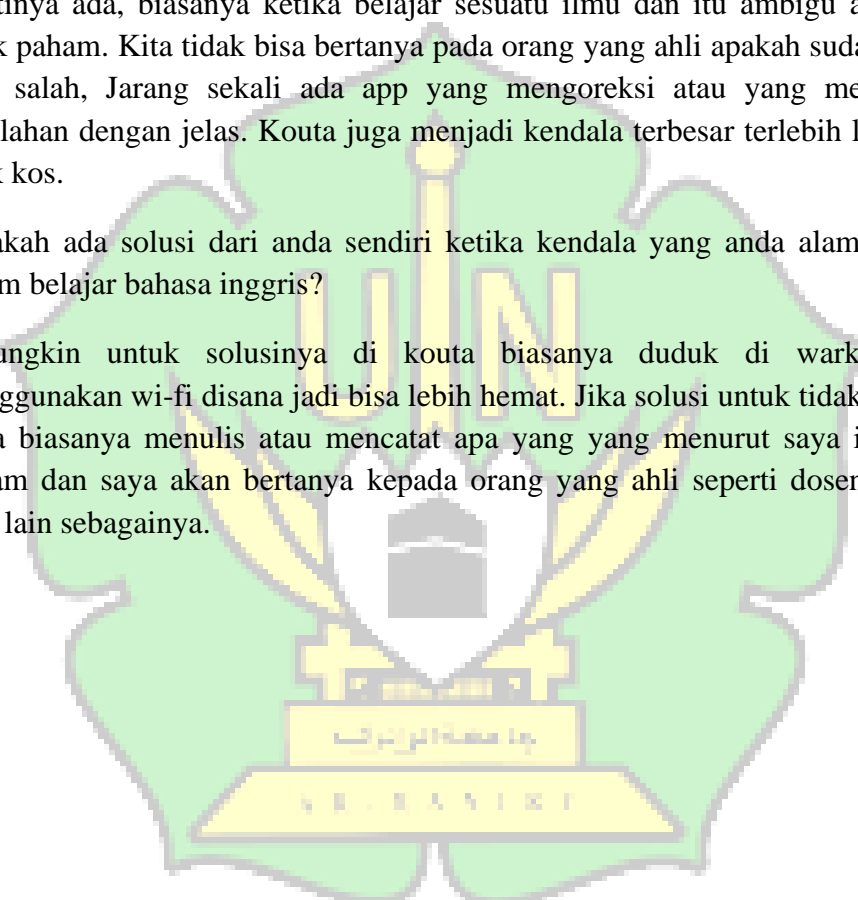 tinya ada, biasanya ketika belajar sesuatu ilmu dan itu ambigu a
k paham. Kita tidak bisa bertanya pada orang yang ahli apakah suda
salah, Jarang sekali ada app yang mengoreksi atau yang me
lahan dengan jelas. Kouta juga menjadi kendala terbesar terlebih l
k kos.
akah ada solusi dari anda sendiri ketika kendala yang anda alam
m belajar bahasa inggris?
ungkin untuk solusinya di kouta biasanya duduk di wark
ggunakan wi-fi disana jadi bisa lebih hemat. Jika solusi untuk tidak
a biasanya menulis atau mencatat apa yang yang menurut saya i
am dan saya akan bertanya kepada orang yang ahli seperti dosen
lain sebagainya.
UIN